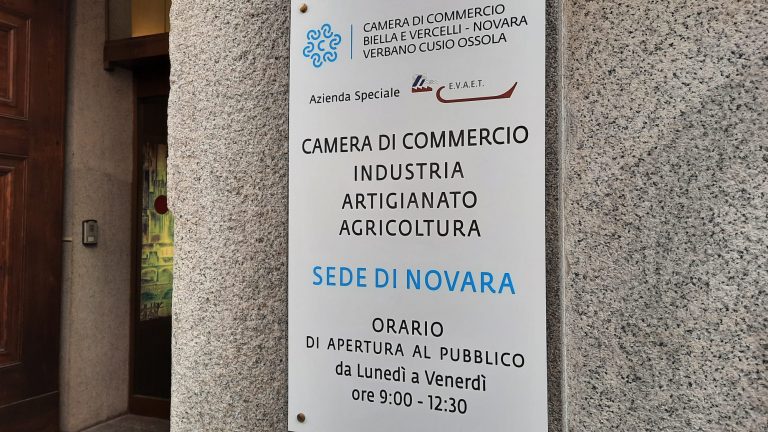 CAMERA DI COMMERCIO
BIELLA E VERCELLI - NOVARA
VERBANO CUSIO OSSOLA
Azienda Speciale E.V.A.E.T.
CAMERA DI COMMERCIO
INDUSTRIA
ARTIGIANATO
AGRICOLTURA
SEDE DI NOVARA
ORARIO
DI APERTURA AL PUBBLICO
da Lunedì a Venerdì
ore 9:00 - 12:30